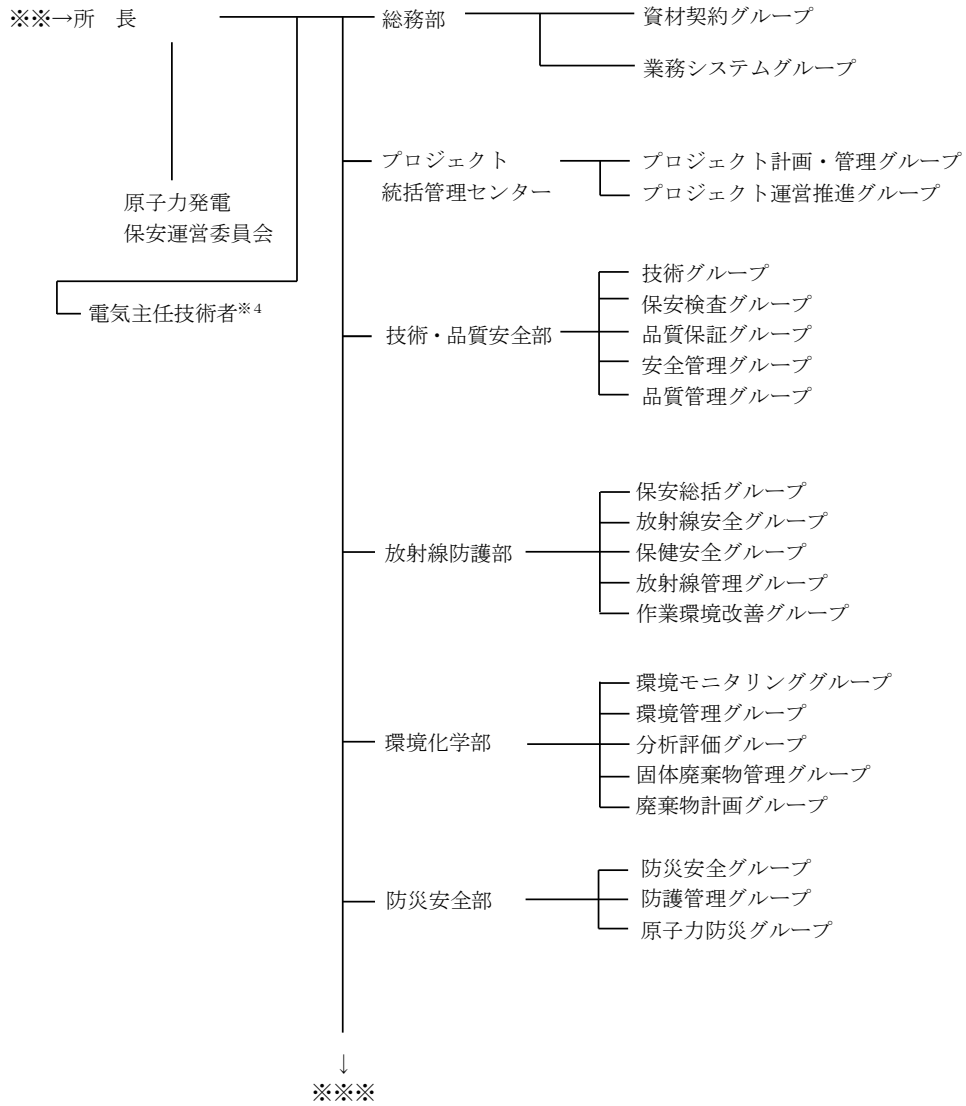 ※※→所 長
総務部
資材契約グループ
業務システムグループ
プロジェクト
統括管理センター
プロジェクト計画・管理グループ
プロジェクト運営推進グループ
原子力発電
保安運営委員会
電気主任技術者※4
技術・品質安全部
技術グループ
保安検査グループ
品質保証グループ
安全管理グループ
品質管理グループ
放射線防護部
保安総括グループ
放射線安全グループ
保健安全グループ
放射線管理グループ
作業環境改善グループ
環境化学部
環境モニタリンググループ
環境管理グループ
分析評価グループ
固体廃棄物管理グループ
廃棄物計画グループ
防災安全部
防災安全グループ
防護管理グループ
原子力防災グループ
↓
※※※